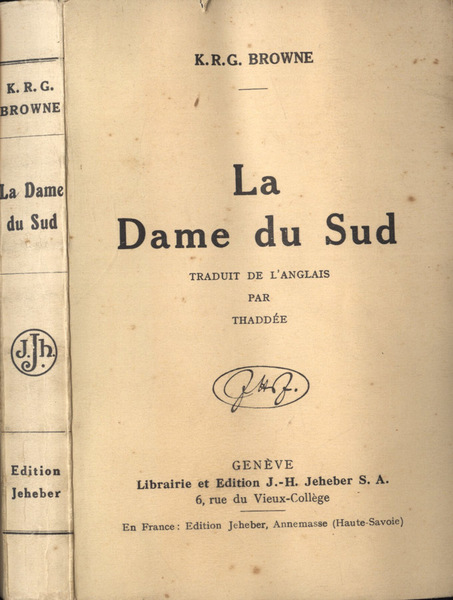 K. R. G.
BROWNE
La Dame
du Sud
J.Jh.
Edition
Jeheber
K.R.G. BROWNE
La
Dame du Sud
TRADUIT DE L'ANGLAIS
PAR
THADDÉE
JHJ.
GENÈVE
Librairie et Edition J.-H. Jeheber S. A.
6, rue du Vieux-Collège
En France: Edition Jeheber, Annemasse (Haute-Savoie)